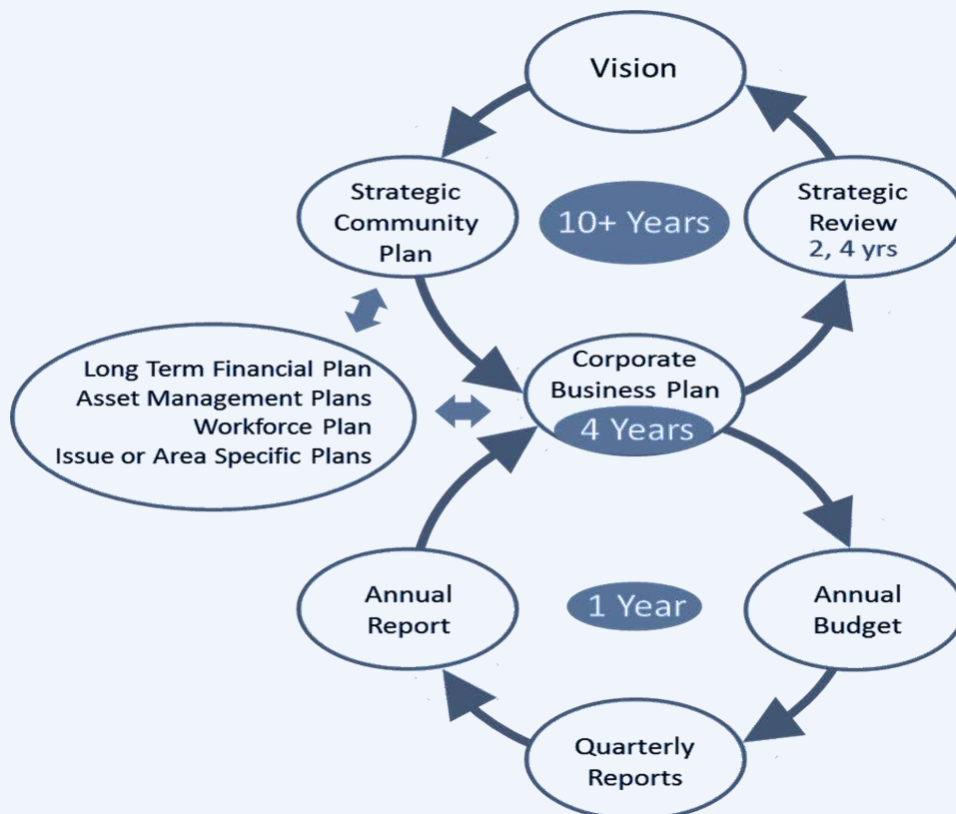 Vision
Strategic
Community
Plan
10+ Years
Strategic
Review
2, 4 yrs
Long Term Financial Plan
Asset Management Plans
Workforce Plan
Issue or Area Specific Plans
Corporate
Business Plan
4 Years
Annual
Report
1 Year
Annual
Budget
Quarterly
Reports